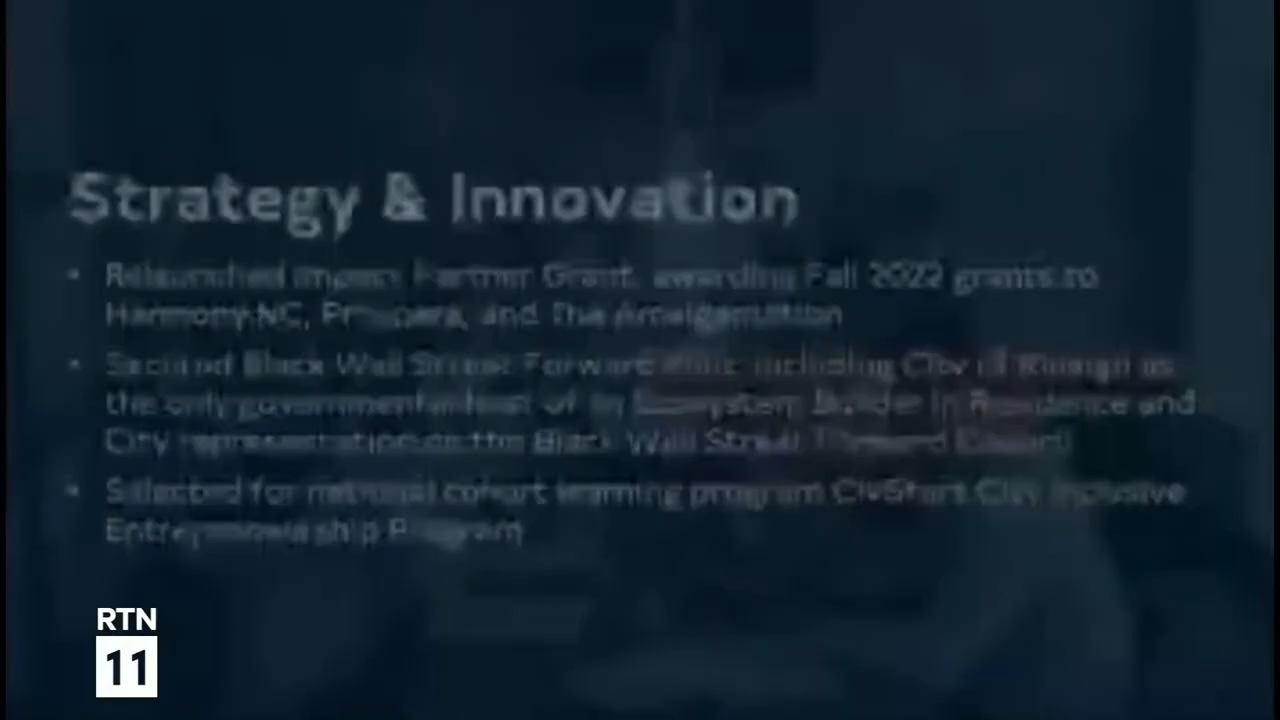 Strategy & Innovation
• Relaunched Impact Partner Grant, awarding Fall 2022 grants to
Harmony: NC, and The Amalgamation
• Second Black Wall Street Forward including City of Raleigh as
the only government of Ecosystem Builder in Residence and
City representation on the Black Wall Street Forward
• Selected for national cohort learning program CivStart City Inclusive
Entrepreneurship Program
RTN
11